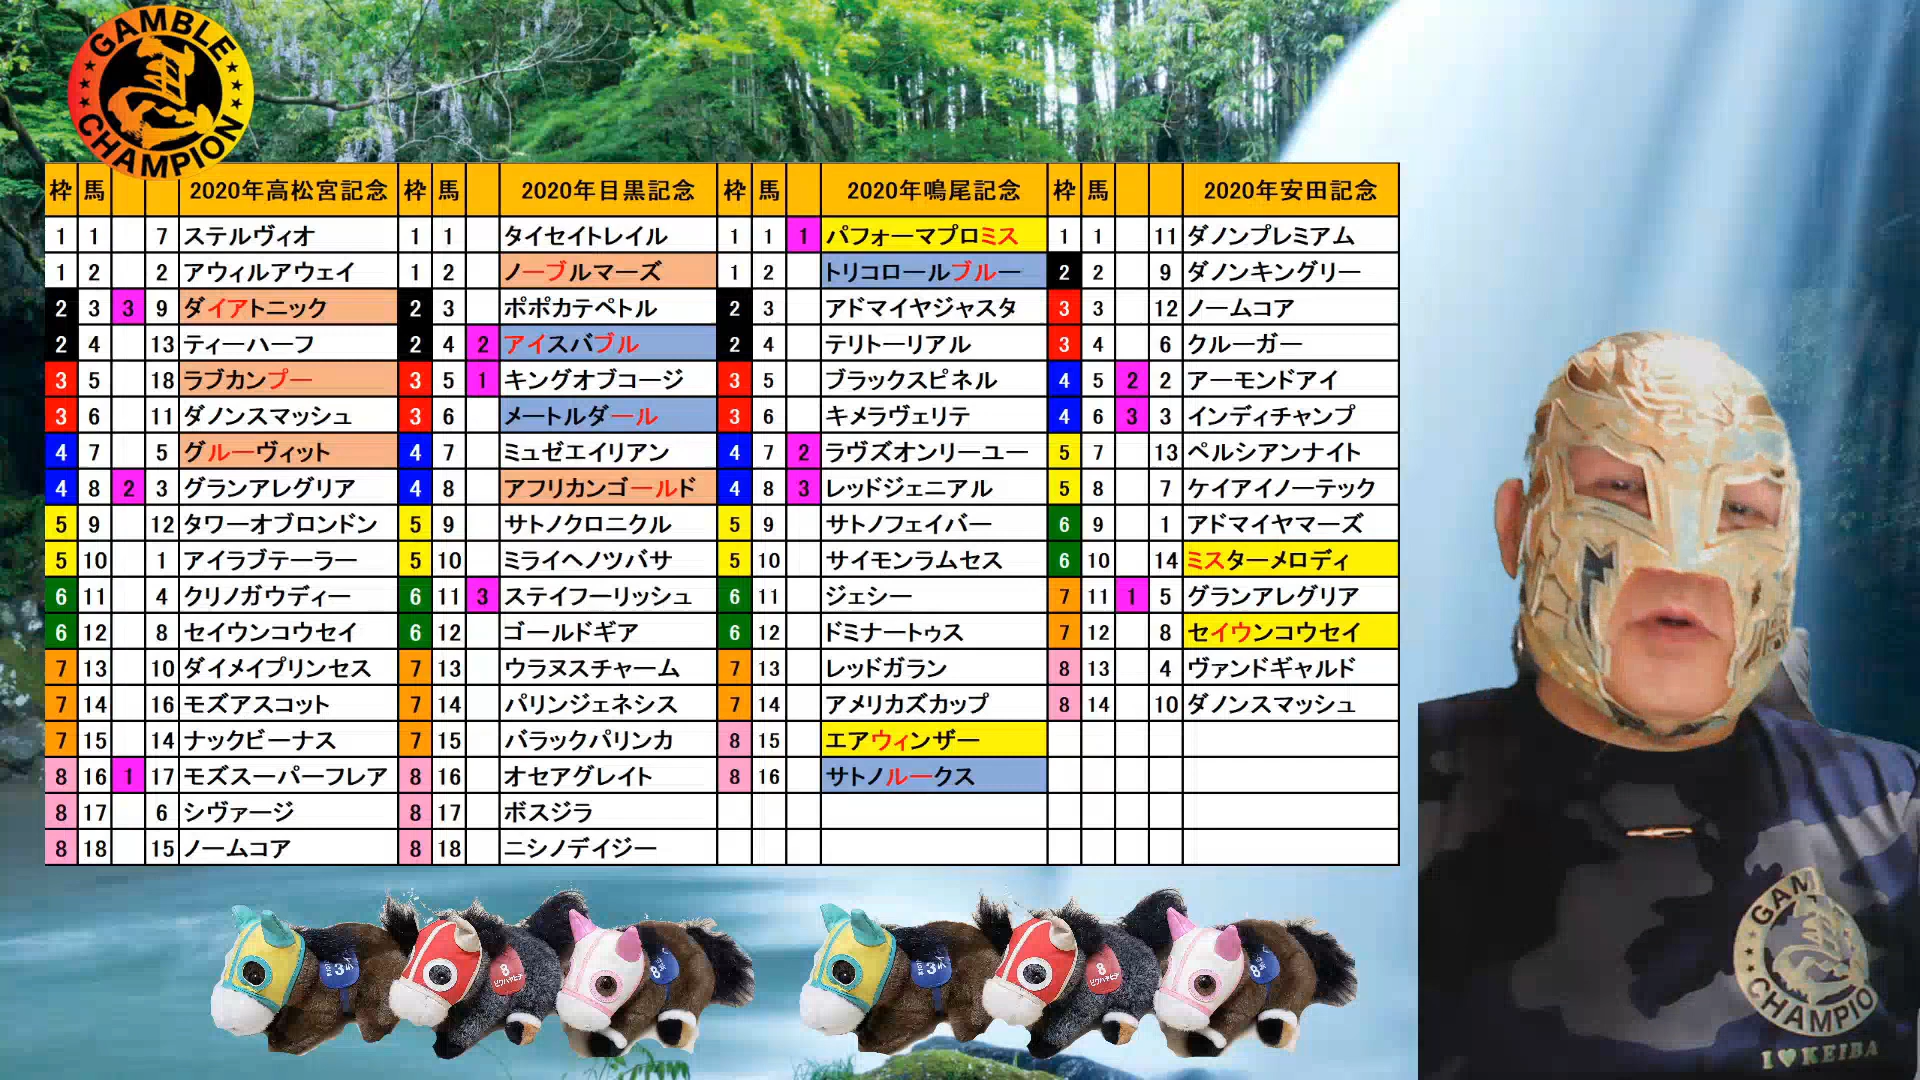 GAMBLE
CHAMPION
枠 馬 2020年高松宮記念 枠 馬 2020年目黒記念 枠 馬 2020年鳴尾記念 枠 馬 2020年安田記念
1 1 7 ステルヴィオ 1 1 タイセイトレイル 1 1 1 パフォーマプロミス 1 1 11 ダノンプレミアム
1 2 2 アウィルアウェイ 1 2 ノーブルマーズ 1 2 トリコロールブルー 2 2 9 ダノンキングリー
2 3 3 9 ダイアトニック 2 3 ポポカテペトル 2 3 アドマイヤジャスタ 3 3 12 ノームコア
2 4 13 ティーハーフ 2 4 2 アイスバブル 2 4 テリトーリアル 3 4 6 クルーガー
3 5 18 ラブカンプー 3 5 1 キングオブコージ 3 5 ブラックスピネル 4 5 2 2 アーモンドアイ
3 6 11 ダノンスマッシュ 3 6 メートルダール 3 6 キメラヴェリテ 4 6 3 3 インディチャンプ
4 7 5 グルーヴィット 4 7 ミュゼエイリアン 4 7 2 ラヴズオンリーユー 5 7 13 ペルシアンナイト
4 8 2 3 グランアレグリア 4 8 アフリカンゴールド 4 8 3 レッドジェニアル 5 8 7 ケイアイノーテック
5 9 12 タワーオブロンドン 5 9 サトノクロニクル 5 9 サトノフェイバー 6 9 1 アドマイヤマーズ
5 10 1 アイラブテーラー 5 10 ミライヘノツバサ 5 10 サイモンラムセス 6 10 14 ミスターメロディ
6 11 4 クリノガウディー 6 11 3 ステイフーリッシュ 6 11 ジェシー 7 11 1 5 グランアレグリア
6 12 8 セイウンコウセイ 6 12 ゴールドギア 6 12 ドミナートゥス 7 12 8 セイウンコウセイ
7 13 10 ダイメイプリンセス 7 13 ウラヌスチャーム 7 13 レッドガラン 8 13 4 ヴァンドギャルド
7 14 16 モズアスコット 7 14 パリンジェネシス 7 14 アメリカズカップ 8 14 10 ダノンスマッシュ
7 15 14 ナックビーナス 7 15 バラックパリンカ 8 15 エアウィンザー
8 16 1 17 モズスーパーフレア 8 16 オセアグレイト 8 16 サトノルークス
8 17 6 シヴァージ 8 17 ボスジラ
8 18 15 ノームコア 8 18 ニシノデイジー
3 8 ビワハヤヒデ 8 3 8 ビワハヤヒデ 8
GAM
CHAMPIO
I♥KEIBA